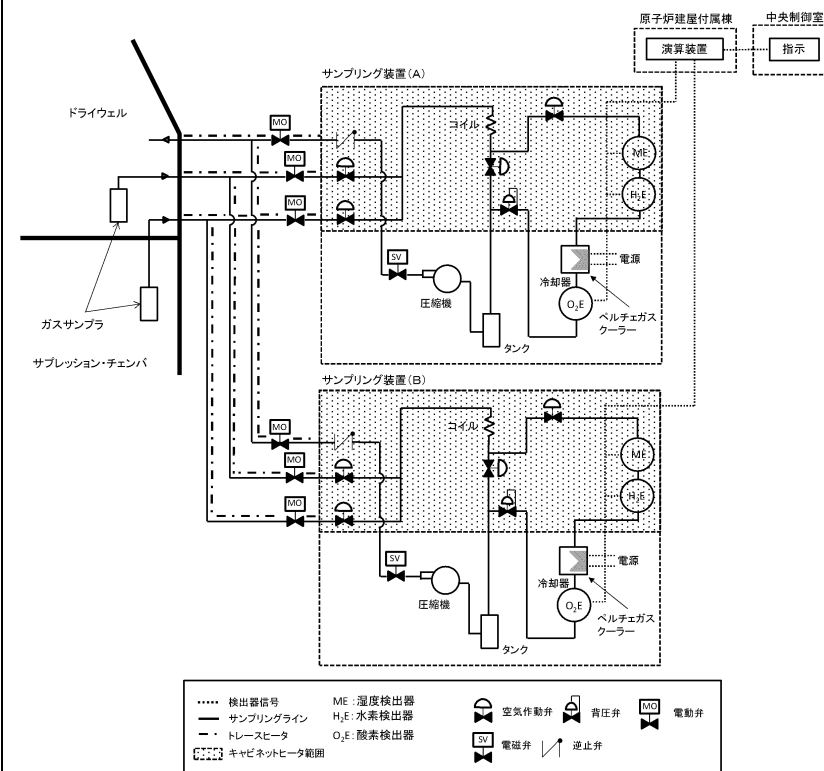 原子炉建屋付属棟
中央制御室
演算装置
指示
サンプリング装置(A)
ドライウェル
MO
コイル
MO
ME
MO
H₂E
SV
電源
冷却器
圧縮機
O₂E
ペルチェガス
クーラー
ガスサンプラ
タンク
サプレッション・チェンバ
サンプリング装置(B)
MO
コイル
MO
ME
MO
H₂E
SV
電源
冷却器
圧縮機
O₂E
ペルチェガス
クーラー
タンク
検出器信号
サンプリングライン
トレースヒータ
キャビネットヒータ範囲
ME:湿度検出器
H₂E:水素検出器
O₂E:酸素検出器
空気作動弁
背圧弁
MO
電動弁
SV
電磁弁
逆止弁